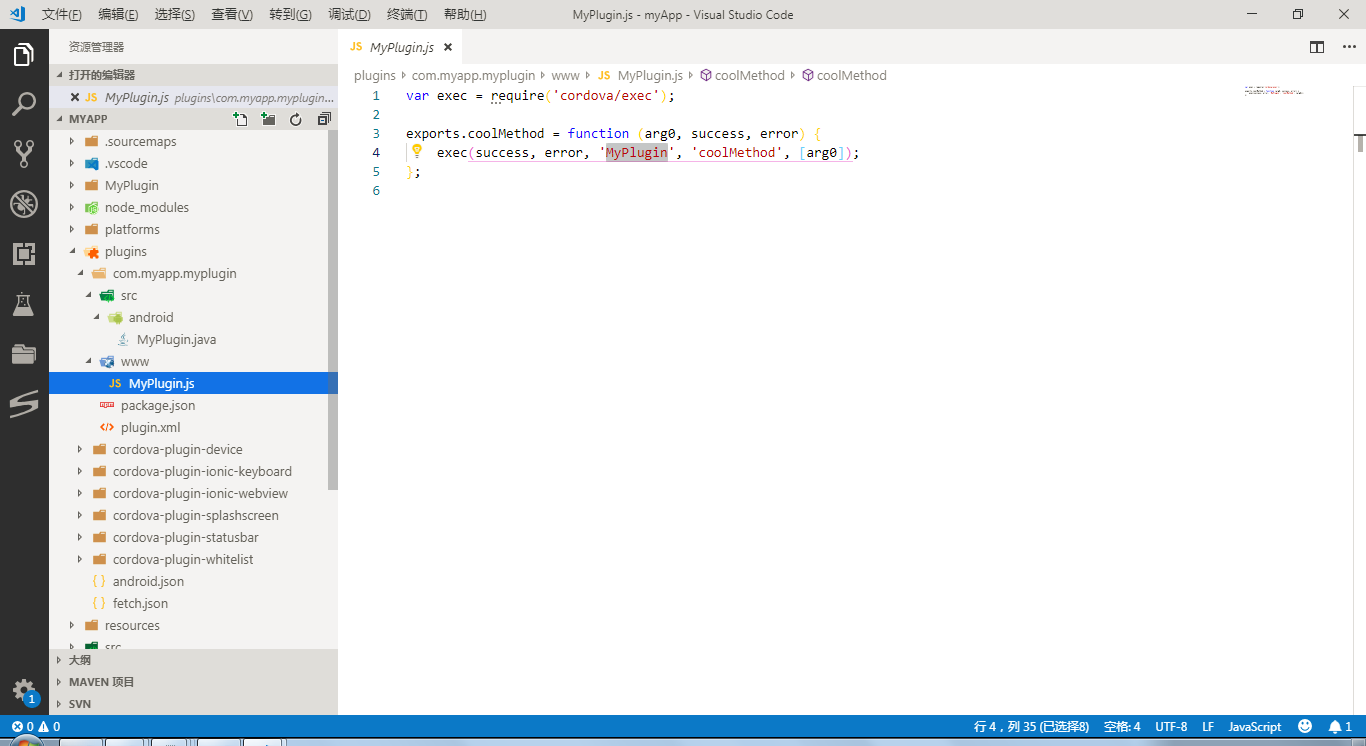 文件(F) 编辑(E) 选择(S) 查看(V) 转到(G) 调试(D) 终端(T) 帮助(H) MyPlugin.js - myApp - Visual Studio Code
资源管理器
打开的编辑器
JS MyPlugin.js plugins\com.myapp.myplugin...
MYAPP
.sourcemaps
.vscode
MyPlugin
node_modules
platforms
plugins
com.myapp.myplugin
src
android
MyPlugin.java
www
JS MyPlugin.js
package.json
plugin.xml
cordova-plugin-device
cordova-plugin-ionic-keyboard
cordova-plugin-ionic-webview
cordova-plugin-splashscreen
cordova-plugin-statusbar
cordova-plugin-whitelist
{ } android.json
{ } fetch.json
resources
src
大纲
MAVEN 项目
SVN
JS MyPlugin.js
plugins com.myapp.myplugin www JS MyPlugin.js coolMethod coolMethod
1 var exec = require('cordova/exec');
2
3 exports.coolMethod = function (arg0, success, error) {
4 exec(success, error, 'MyPlugin', 'coolMethod', [arg0]);
5 };
6
1
0 0 行 4，列 35 (已选择8) 空格: 4 UTF-8 LF JavaScript 1